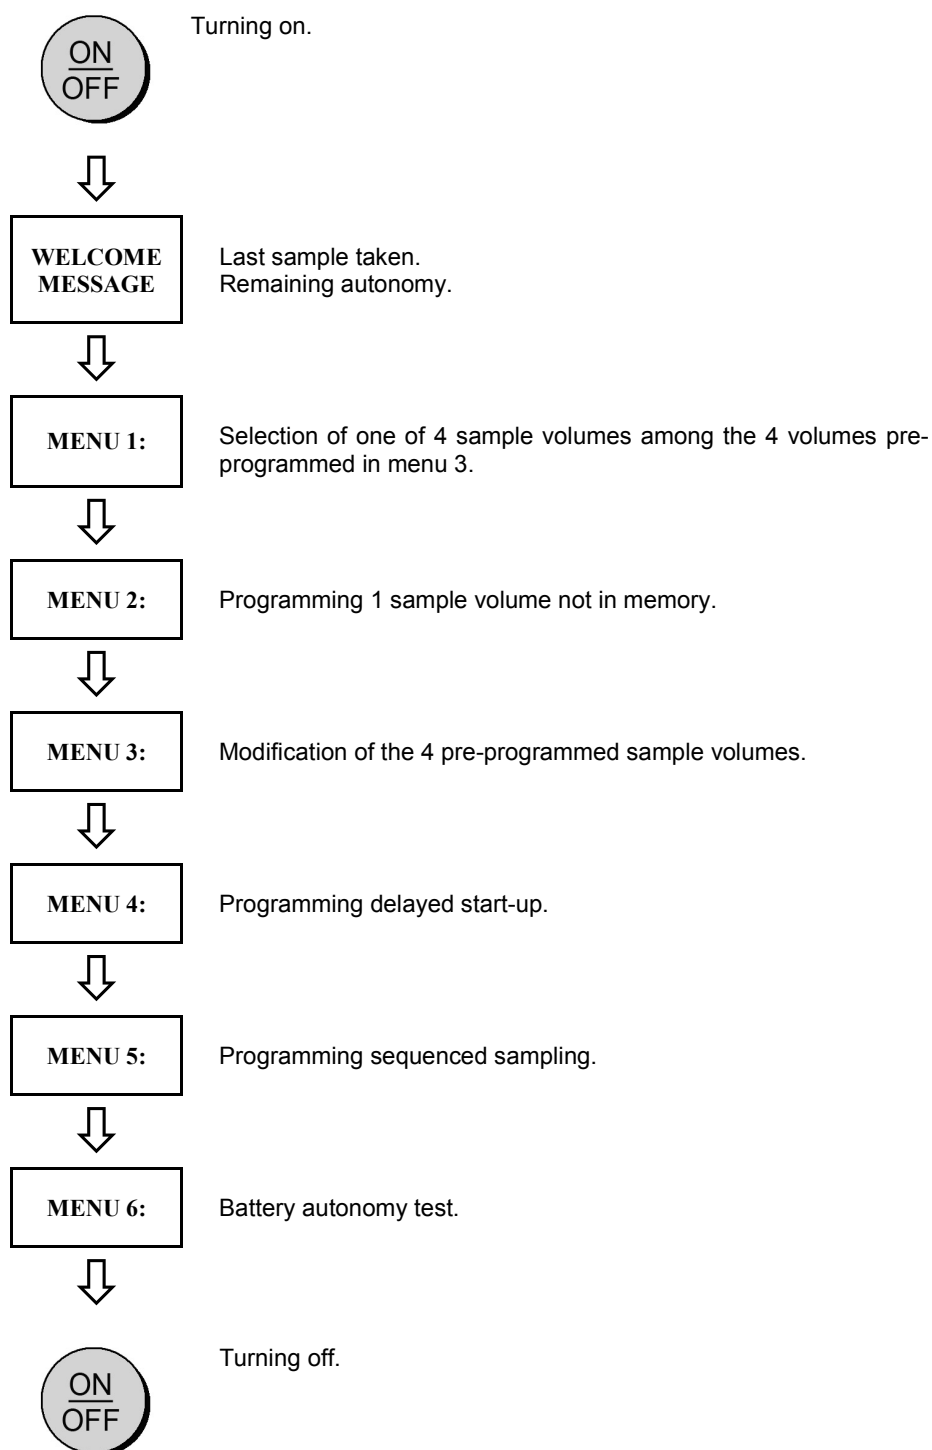 Turning on.
ON
OFF
WELCOME
MESSAGE
Last sample taken.
Remaining autonomy.
MENU 1:
Selection of one of 4 sample volumes among the 4 volumes pre-
programmed in menu 3.
MENU 2:
Programming 1 sample volume not in memory.
MENU 3:
Modification of the 4 pre-programmed sample volumes.
MENU 4:
Programming delayed start-up.
MENU 5:
Programming sequenced sampling.
MENU 6:
Battery autonomy test.
Turning off.
ON
OFF